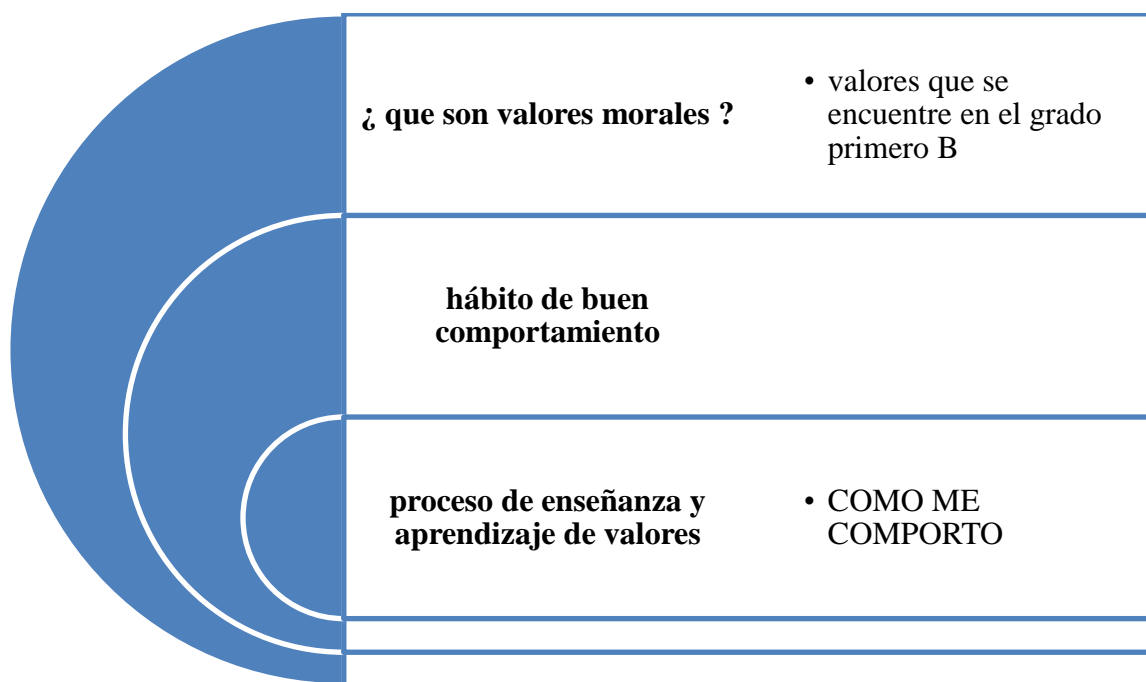 ¿ que son valores morales ?
• valores que se
encuentre en el grado
primero B
hábito de buen
comportamiento
proceso de enseñanza y
aprendizaje de valores
• COMO ME
COMPORTO